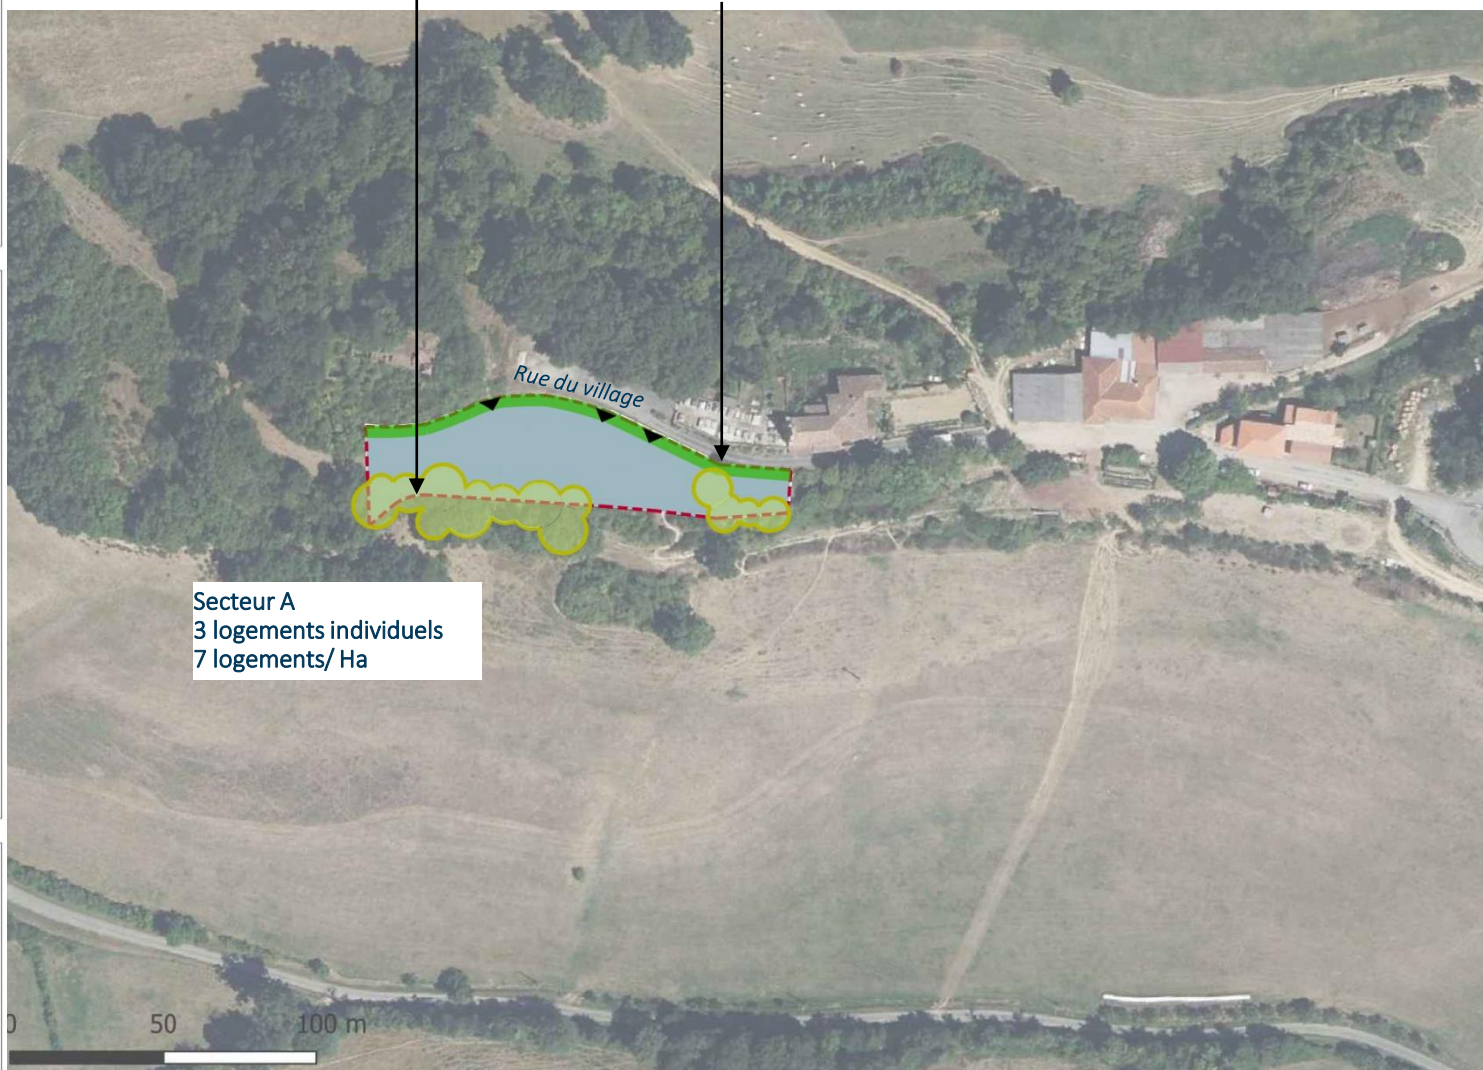 Rue du village
Secteur A
3 logements individuels
7 logements/ Ha
0 50 100 m